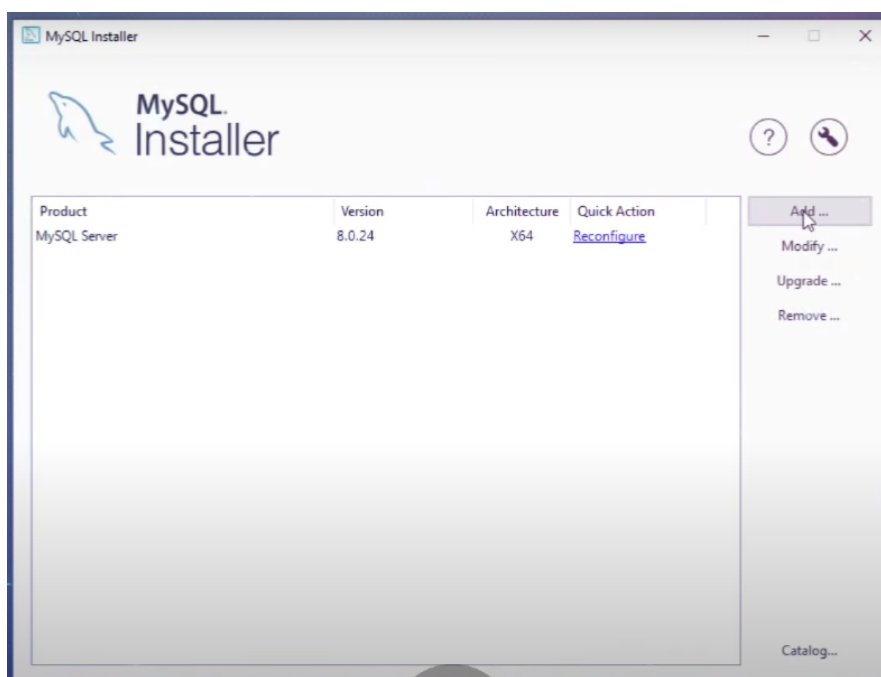 MySQL Installer
MySQL.
Installer
?
Product Version Architecture Quick Action
MySQL Server 8.0.24 X64 Reconfigure
Add ...
Modify ...
Upgrade ...
Remove ...
Catalog...